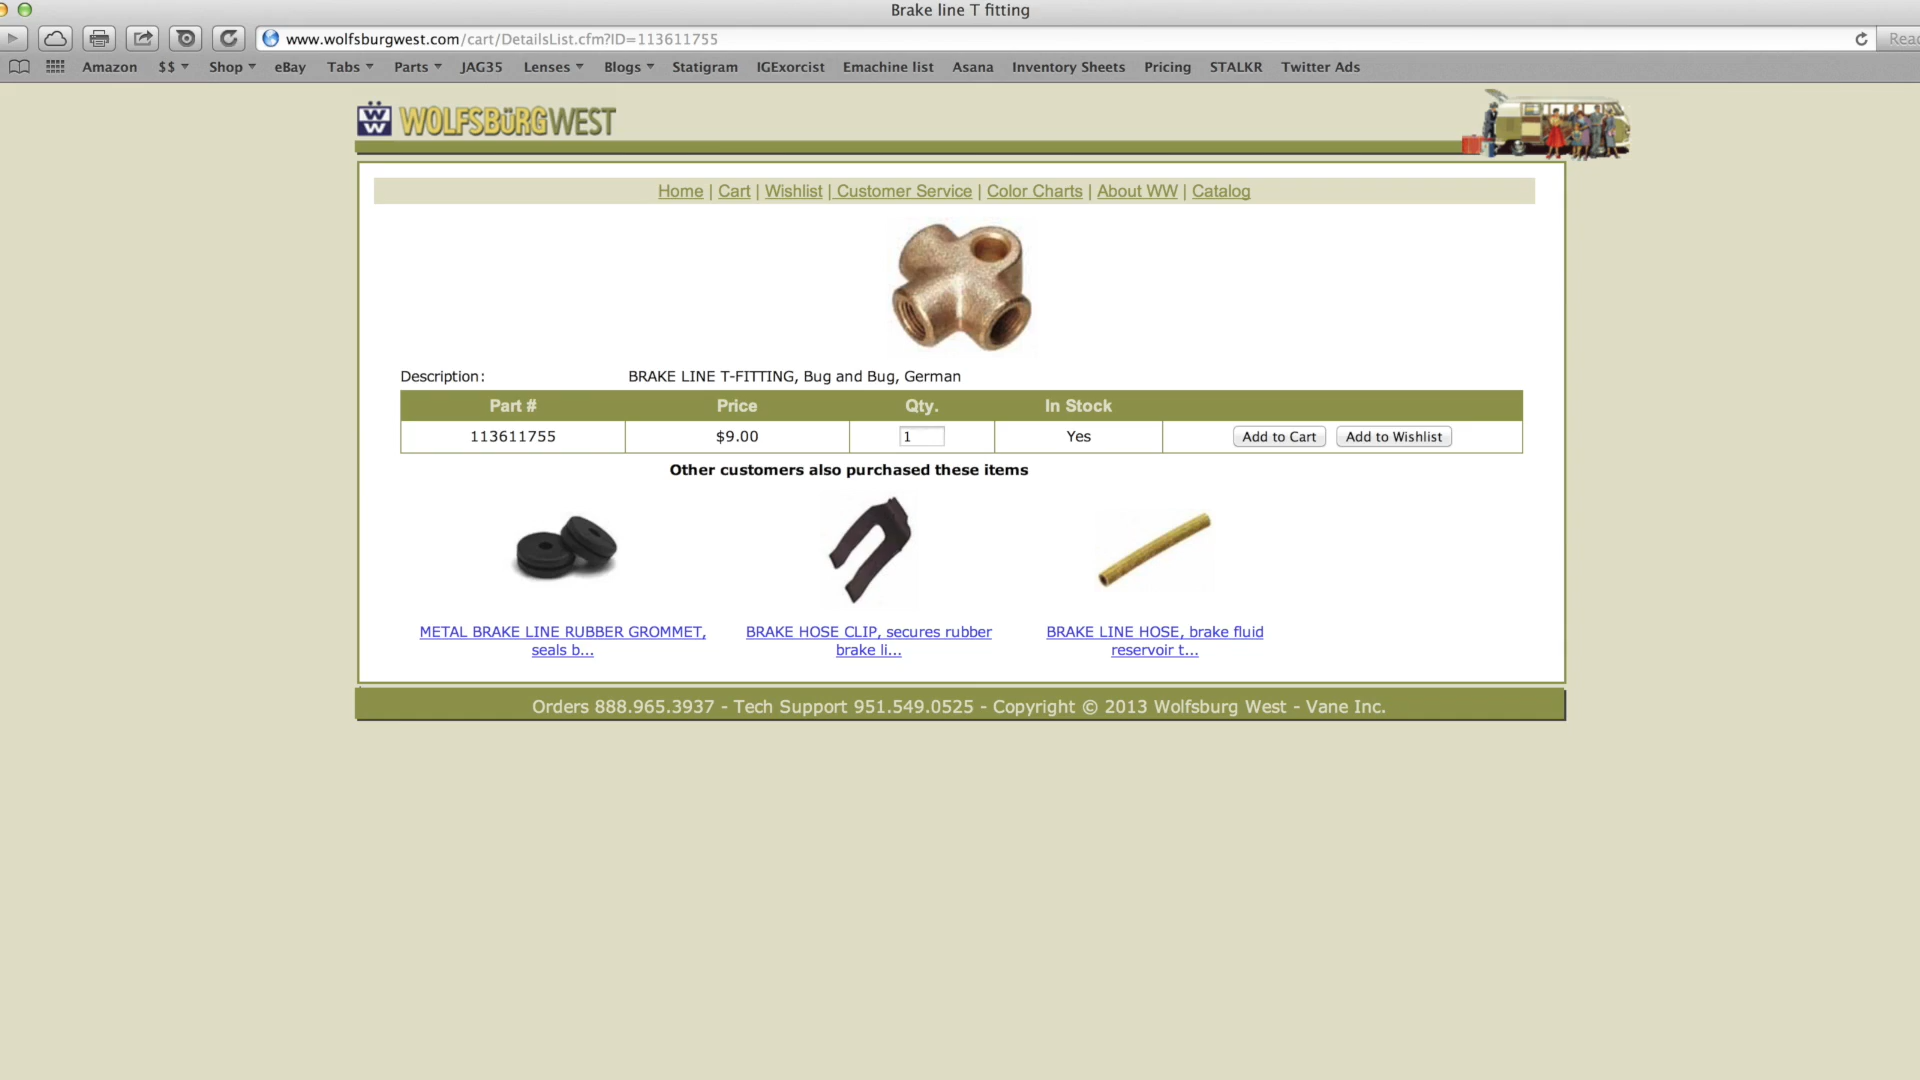 Brake line T fitting
www.wolfsburgwest.com/cart/DetailsList.cfm?ID=113611755
Amazon $$ Shop eBay Tabs Parts JAG35 Lenses Blogs Statigram IGExorcist Emachine list Asana Inventory Sheets Pricing STALKR Twitter Ads
WOLFSBÜRGWEST
Home | Cart | Wishlist | Customer Service | Color Charts | About WW | Catalog
Description: BRAKE LINE T-FITTING, Bug and Bug, German
Part # Price Qty. In Stock
113611755 $9.00 1 Yes Add to Cart Add to Wishlist
Other customers also purchased these items
METAL BRAKE LINE RUBBER GROMMET, seals b...
BRAKE HOSE CLIP, secures rubber brake li...
BRAKE LINE HOSE, brake fluid reservoir t...
Orders 888.965.3937 - Tech Support 951.549.0525 - Copyright © 2013 Wolfsburg West - Vane Inc.